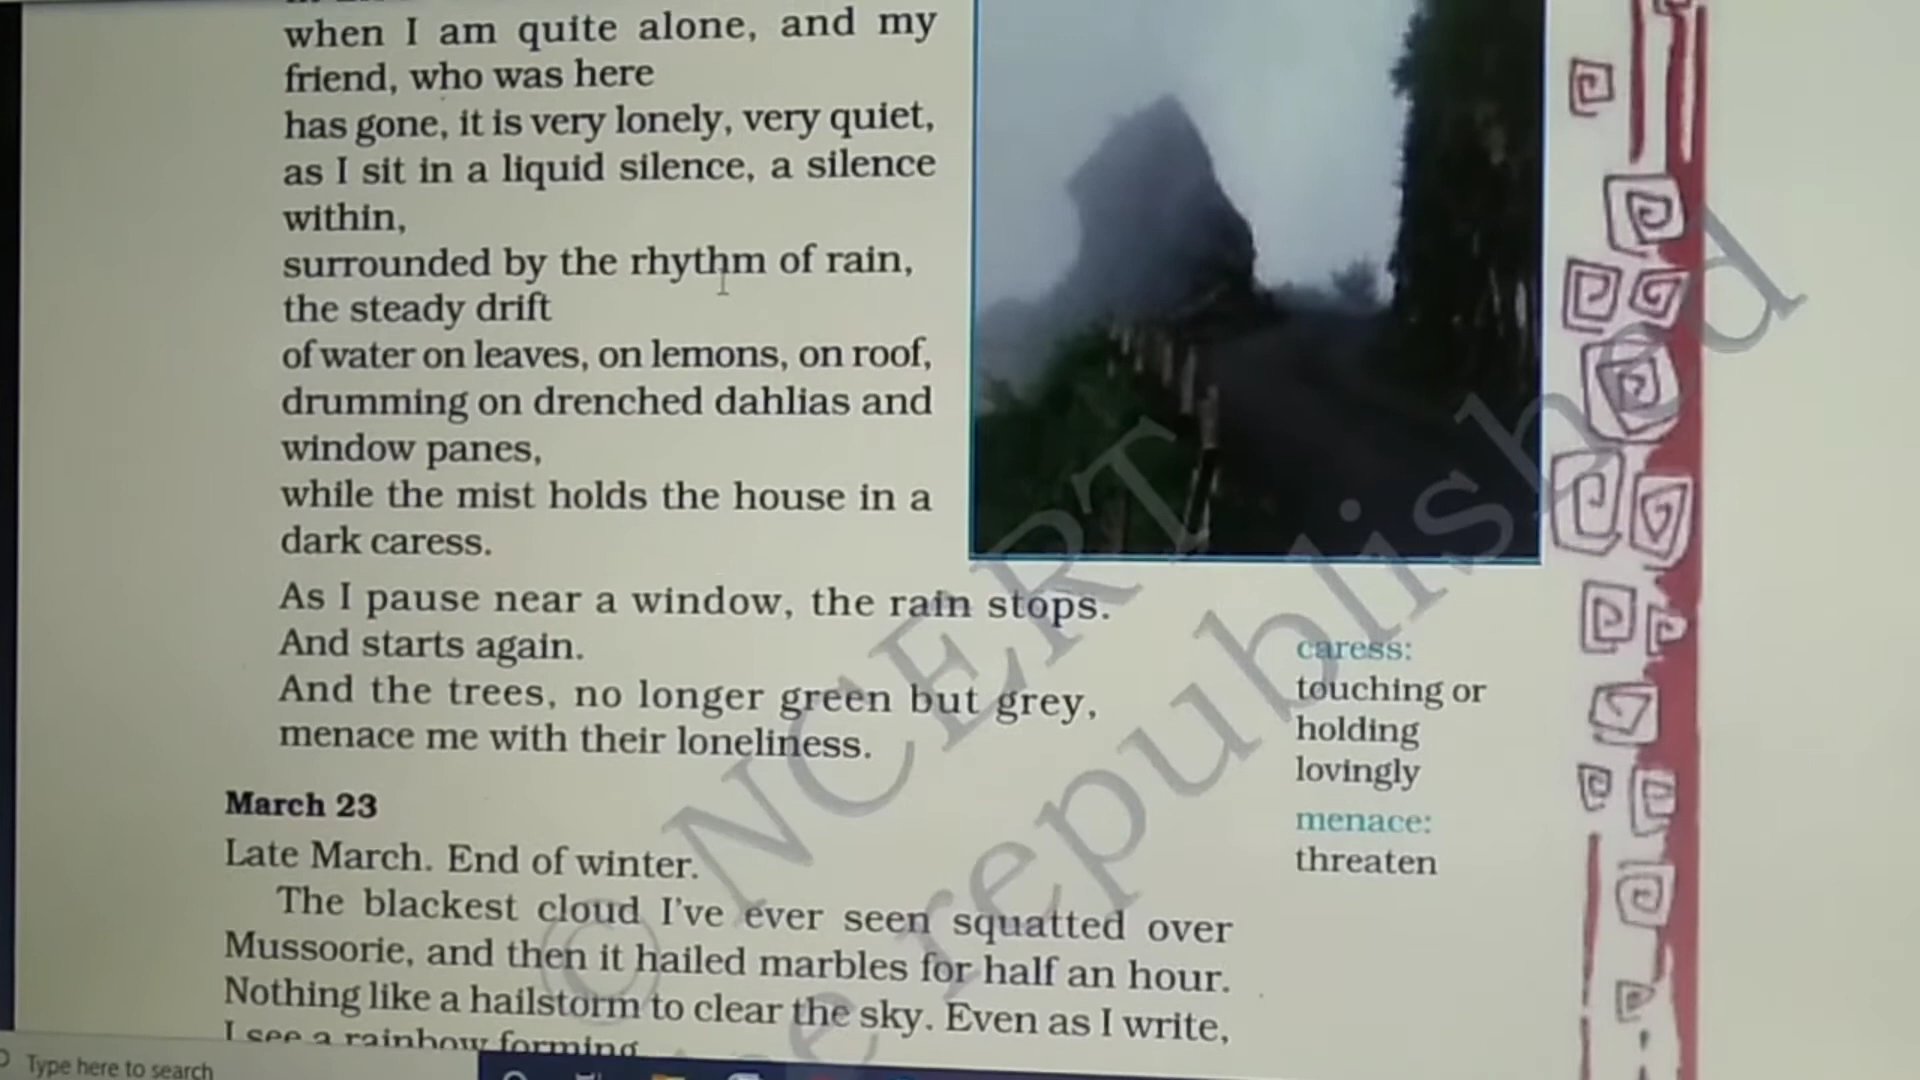 when I am quite alone, and my
friend, who was here
has gone, it is very lonely, very quiet,
as I sit in a liquid silence, a silence
within,
surrounded by the rhythm of rain,
the steady drift
of water on leaves, on lemons, on roof,
drumming on drenched dahlias and
window panes,
while the mist holds the house in a
dark caress.
As I pause near a window, the rain stops.
And starts again.
And the trees, no longer green but grey,
menace me with their loneliness.
caress:
touching or
holding
lovingly
menace:
threaten
March 23
Late March. End of winter.
The blackest cloud I've ever seen squatted over
Mussoorie, and then it hailed marbles for half an hour.
Nothing like a hailstorm to clear the sky. Even as I write,
I see a rainbow forming
© NCERT
republished
Type here to search